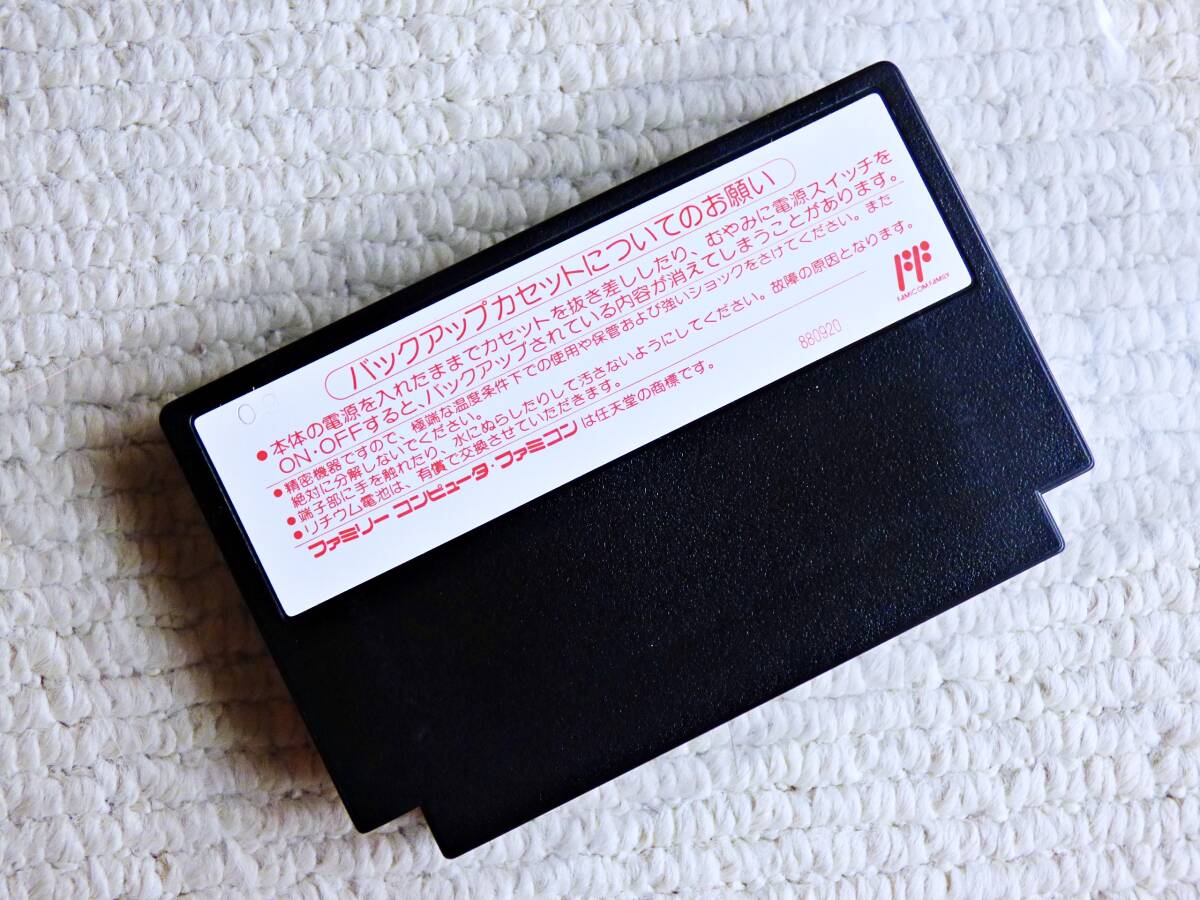 バックアップカセットについてのお願い
●本体の電源を入れたままでカセットを抜き差ししたり、むやみに電源スイッチを
ON・OFFすると、バックアップされている内容が消えてしまうことがあります。
●精密機器ですので、極端な温度条件下での使用や保管および強いショックをさけてください。また
絶対に分解しないでください。
●端子部に手を触れたり、水にぬらしたりして汚さないようにしてください。故障の原因となります。
●リチウム電池は、有償で交換させていただきます。
ファミリーコンピュータ・ファミコンは任天堂の商標です。
880920
FAMICOM FAMILY